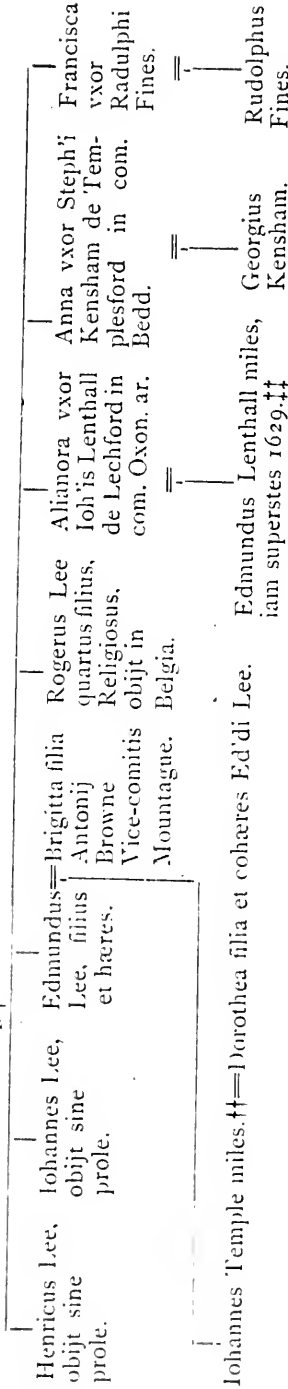 Henricus Lee,
obijt sine
prole.
Iohannes Lee,
obijt sine
prole.
Edmundus=Brigitta filia
Lee, filius
et hæres.
Antonij
Browne
Vice-comitis
Mountague.
Rogerus Lee
quartus filius,
Religiosus,
obijt in
Belgia.
Alianora vxor
Ioh'is Lenthall
de Lechford in
com. Oxon. ar.
Anna vxor Steph'i
Kensham de Tem-
plesford in com.
Bedd.
Francisca
vxor
Radulphi
Fines.
Iohannes Temple miles.††=Dorothea filia et cohæres Ed'di Lee.
Edmundus Lenthall miles,
iam superstes 1629.‡‡
Georgius
Kensham.
Rudolphus
Fines.